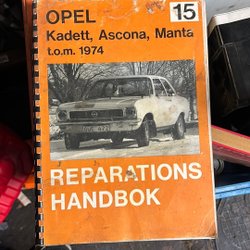 OPEL
15
Kadett, Ascona, Manta
t.o.m. 1974
REPARATIONS
HANDBOK